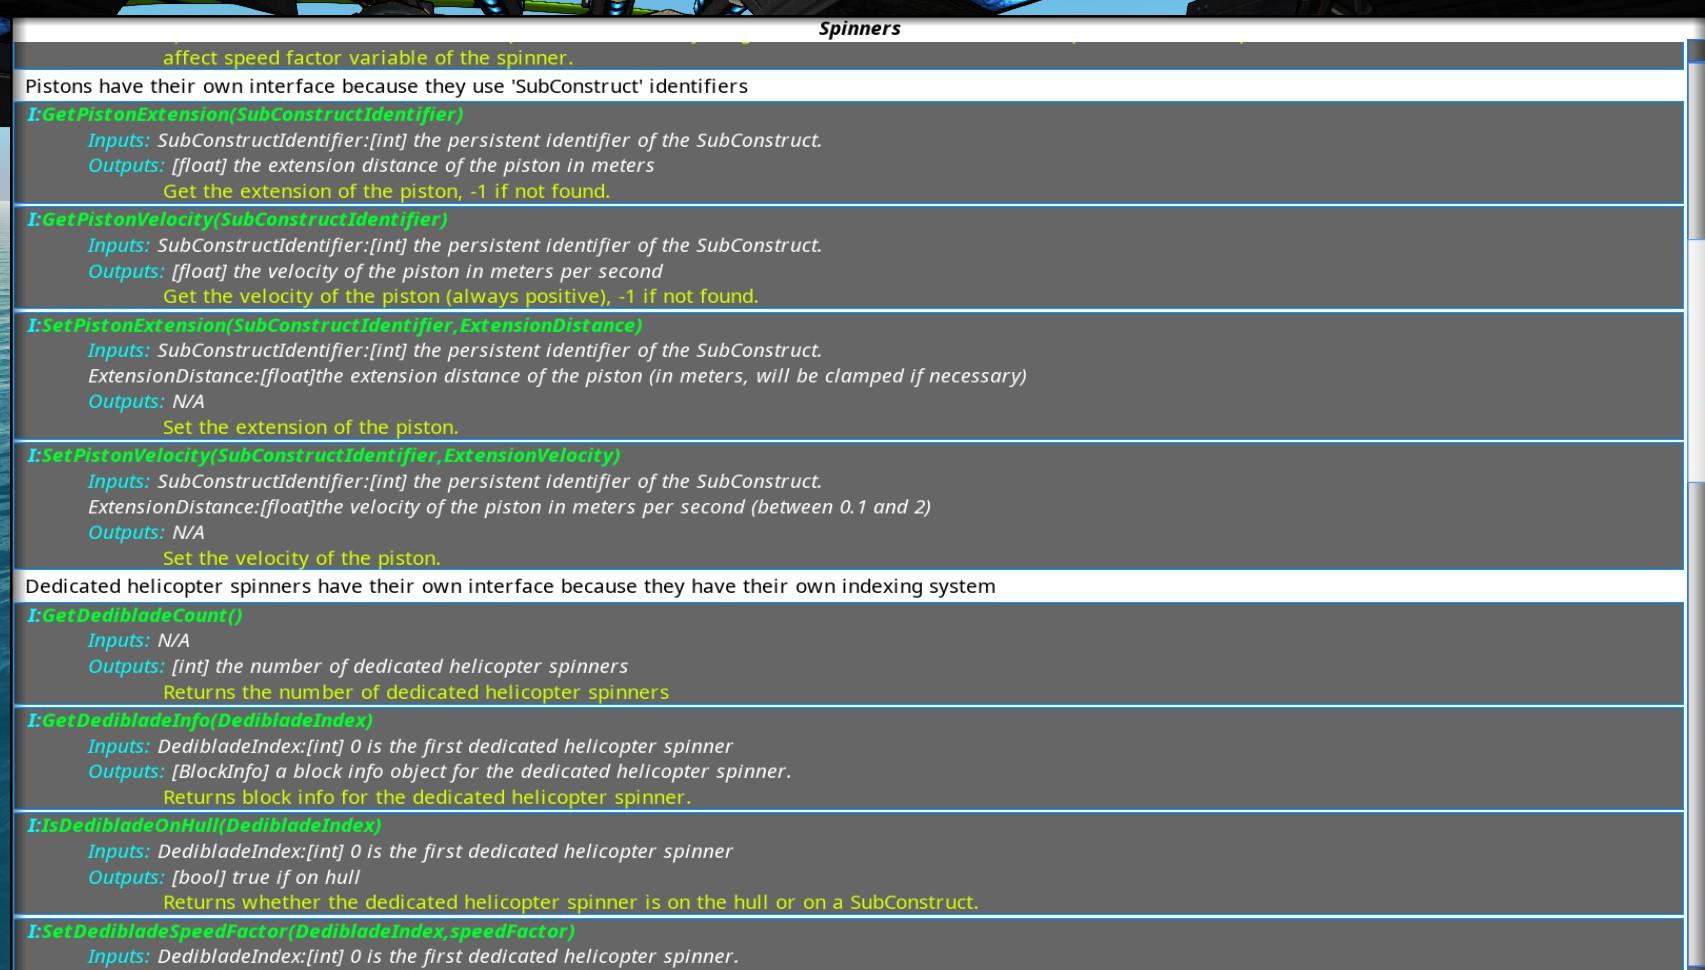 Spinners
affect speed factor variable of the spinner.
Pistons have their own interface because they use 'SubConstruct' identifiers
I:GetPistonExtension(SubConstructIdentifier)
Inputs: SubConstructIdentifier:[int] the persistent identifier of the SubConstruct.
Outputs: [float] the extension distance of the piston in meters
Get the extension of the piston, -1 if not found.
I:GetPistonVelocity(SubConstructIdentifier)
Inputs: SubConstructIdentifier:[int] the persistent identifier of the SubConstruct.
Outputs: [float] the velocity of the piston in meters per second
Get the velocity of the piston (always positive), -1 if not found.
I:SetPistonExtension(SubConstructIdentifier,ExtensionDistance)
Inputs: SubConstructIdentifier:[int] the persistent identifier of the SubConstruct.
ExtensionDistance:[float]the extension distance of the piston (in meters, will be clamped if necessary)
Outputs: N/A
Set the extension of the piston.
I:SetPistonVelocity(SubConstructIdentifier,ExtensionVelocity)
Inputs: SubConstructIdentifier:[int] the persistent identifier of the SubConstruct.
ExtensionDistance:[float]the velocity of the piston in meters per second (between 0.1 and 2)
Outputs: N/A
Set the velocity of the piston.
Dedicated helicopter spinners have their own interface because they have their own indexing system
I:GetDedibladeCount()
Inputs: N/A
Outputs: [int] the number of dedicated helicopter spinners
Returns the number of dedicated helicopter spinners
I:GetDedibladeInfo(DedibladeIndex)
Inputs: DedibladeIndex:[int] 0 is the first dedicated helicopter spinner
Outputs: [BlockInfo] a block info object for the dedicated helicopter spinner.
Returns block info for the dedicated helicopter spinner.
I:IsDedibladeOnHull(DedibladeIndex)
Inputs: DedibladeIndex:[int] 0 is the first dedicated helicopter spinner
Outputs: [bool] true if on hull
Returns whether the dedicated helicopter spinner is on the hull or on a SubConstruct.
I:SetDedibladeSpeedFactor(DedibladeIndex,speedFactor)
Inputs: DedibladeIndex:[int] 0 is the first dedicated helicopter spinner.